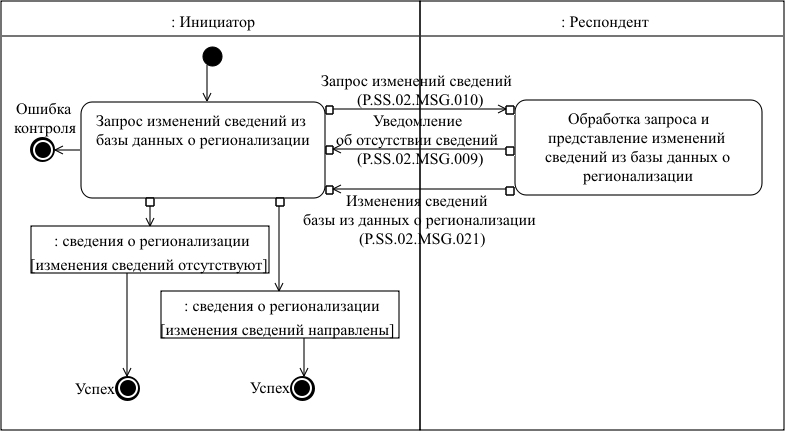 : Инициатор
: Респондент
Запрос изменений сведений
(P.SS.02.MSG.010)
Ошибка
контроля
Запрос изменений сведений из
базы данных о регионализации
Уведомление
об отсутствии сведений
(P.SS.02.MSG.009)
Обработка запроса и
представление изменений
сведений из базы данных о
регионализации
Изменения сведений
базы из данных о регионализации
(P.SS.02.MSG.021)
: сведения о регионализации
[изменения сведений отсутствуют]
: сведения о регионализации
[изменения сведений направлены]
Успех
Успех